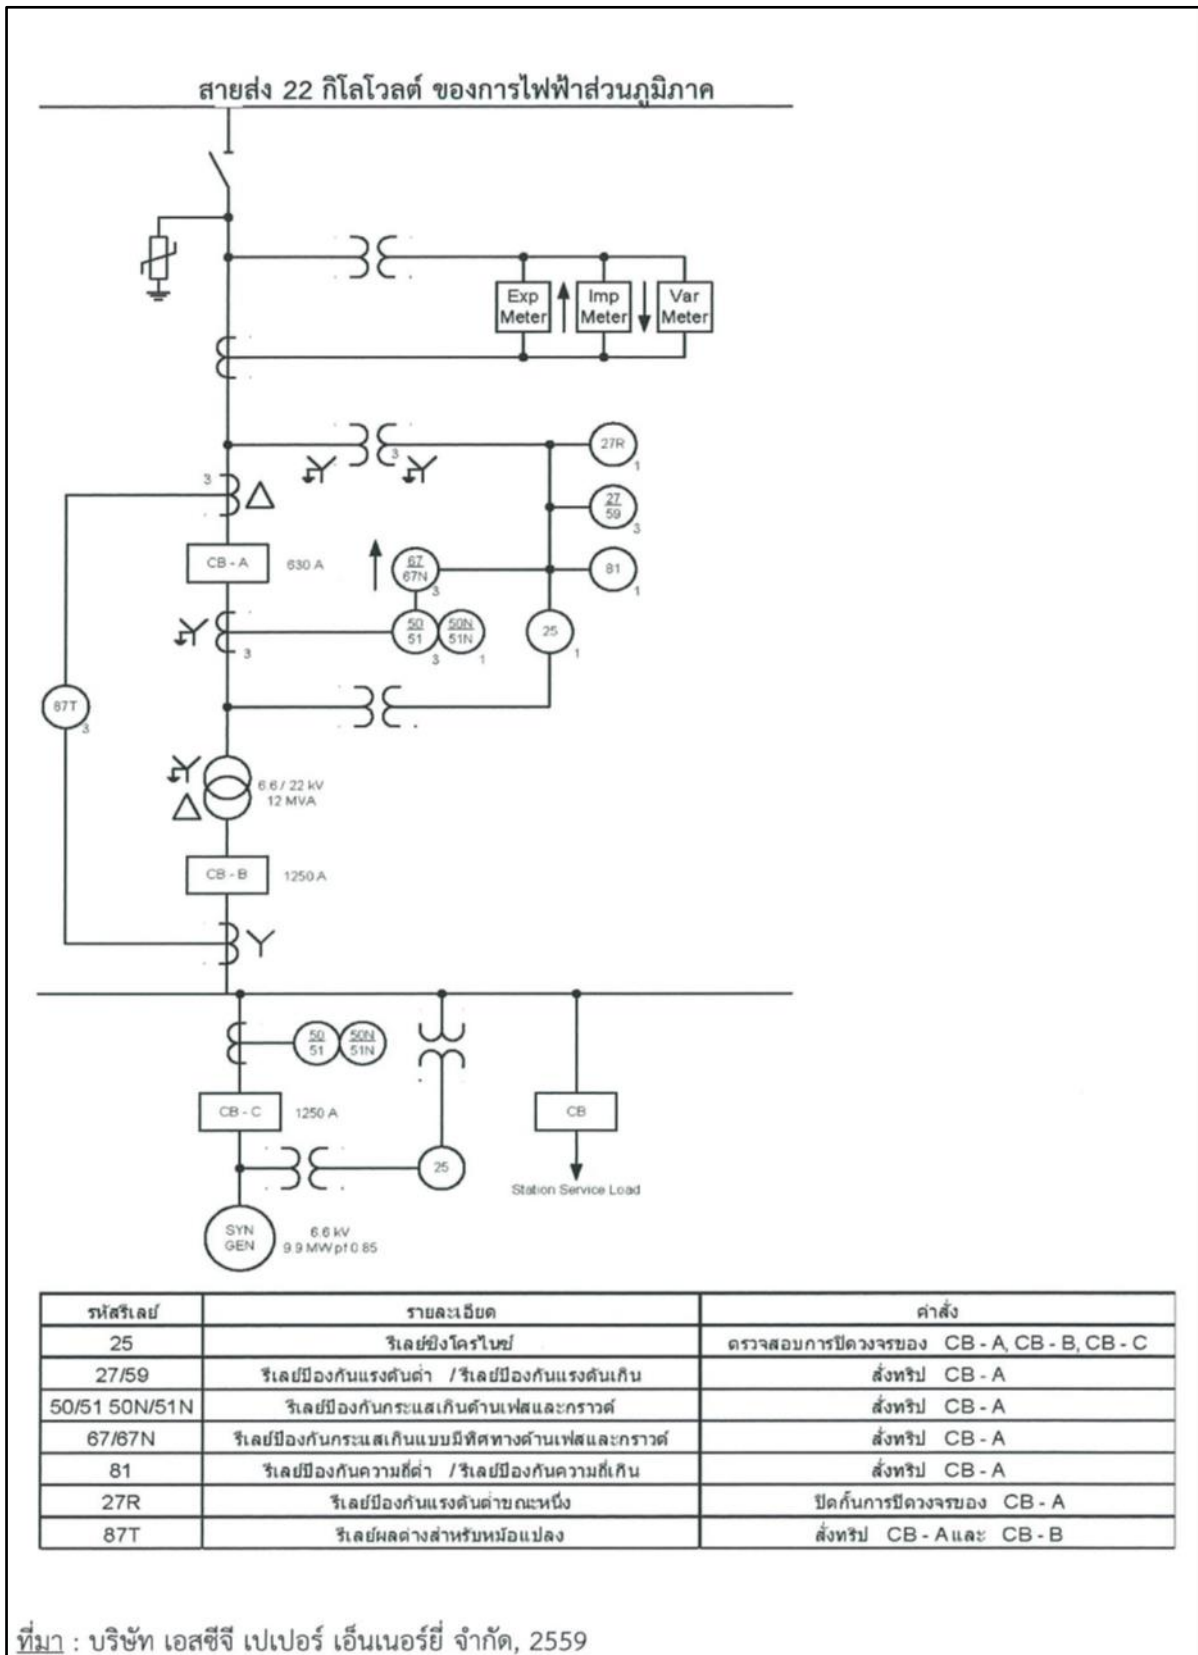 สายส่ง 22 กิโลโวลต์ ของการไฟฟ้าส่วนภูมิภาค
Exp Imp Var
Meter Meter Meter
3
27R
1
3
27
59
3
CB - A 630 A
67
67N
3
81
1
50 50N
51 51N
3 1
25
1
3
87T
3
6.6 / 22 kV
12 MVA
CB - B 1250 A
50 50N
51 51N
CB - C 1250 A
CB
25
Station Service Load
SYN
GEN
6.6 kV
9.9 MW pf 0.85
รหัสรีเลย์ รายละเอียด คำสั่ง
25 รีเลย์ซิงโครไนซ์ ตรวจสอบการปิดวงจรของ CB - A, CB - B, CB - C
27/59 รีเลย์ป้องกันแรงดันต่ำ / รีเลย์ป้องกันแรงดันเกิน สั่งทริป CB - A
50/51 50N/51N รีเลย์ป้องกันกระแสเกินด้านเฟสและกราวด์ สั่งทริป CB - A
67/67N รีเลย์ป้องกันกระแสเกินแบบมีทิศทางด้านเฟสและกราวด์ สั่งทริป CB - A
81 รีเลย์ป้องกันความถี่ต่ำ / รีเลย์ป้องกันความถี่เกิน สั่งทริป CB - A
27R รีเลย์ป้องกันแรงดันต่ำขณะหนึ่ง ปิดกั้นการปิดวงจรของ CB - A
87T รีเลย์ผลต่างสำหรับหม้อแปลง สั่งทริป CB - A และ CB - B
ที่มา : บริษัท เอสซีจี เปเปอร์ เอ็นเนอร์ยี่ จำกัด, 2559